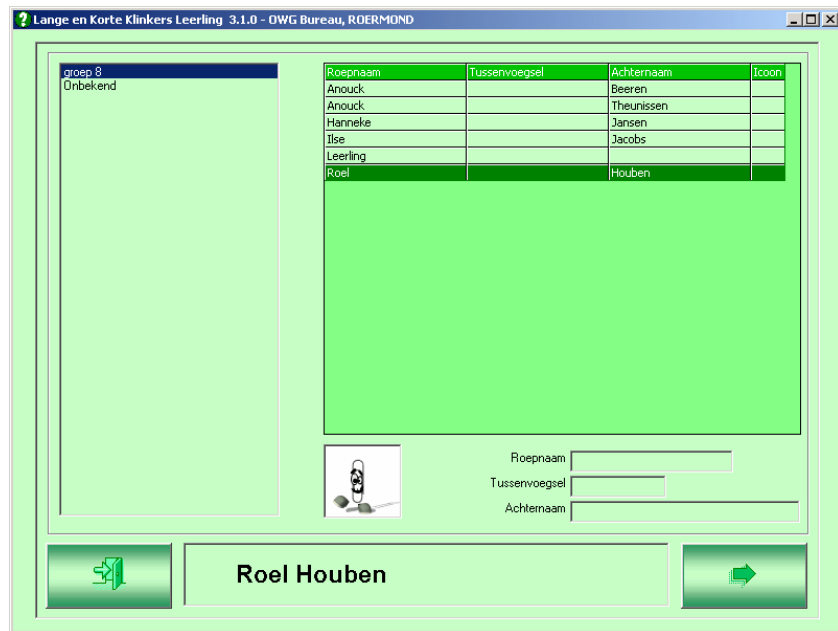 Lange en Korte Klinkers Leerling 3.1.0 - OWG Bureau, ROERMOND
groep 8
Onbekend
Roepnaam Tussenvoegsel Achternaam Icoon
Anouck Beeren
Anouck Theunissen
Hanneke Jansen
Ilse Jacobs
Leerling
Roel Houben
Roepnaam
Tussenvoegsel
Achternaam
Roel Houben